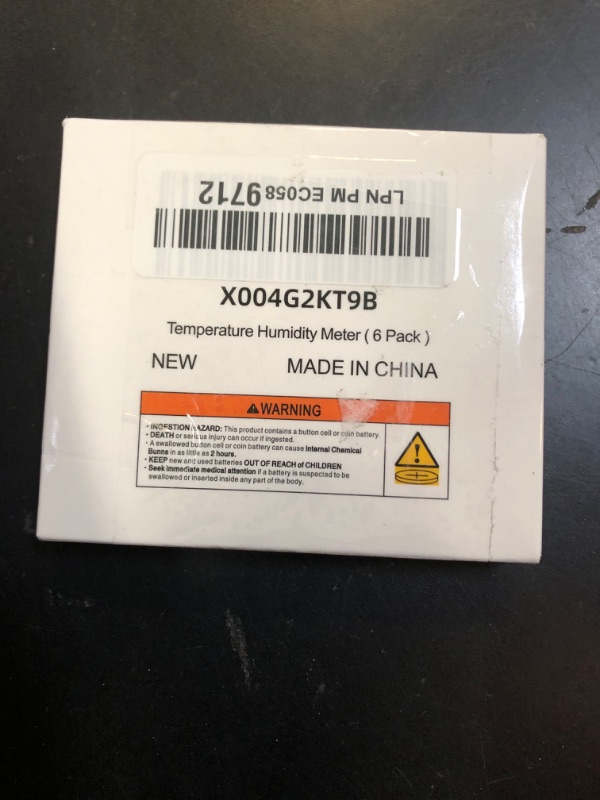 LPN PM EC058 9712
X004G2KT9B
Temperature Humidity Meter ( 6 Pack )
NEW MADE IN CHINA
WARNING
• INGESTION HAZARD: This product contains a button cell or coin battery.
• DEATH or serious injury can occur if ingested.
• A swallowed button cell or coin battery can cause Internal Chemical
Bunns in as little as 2 hours.
• KEEP new and used batteries OUT OF REACH of CHILDREN
• Seek immediate medical attention if a battery is suspected to be
swallowed or inserted inside any part of the body.